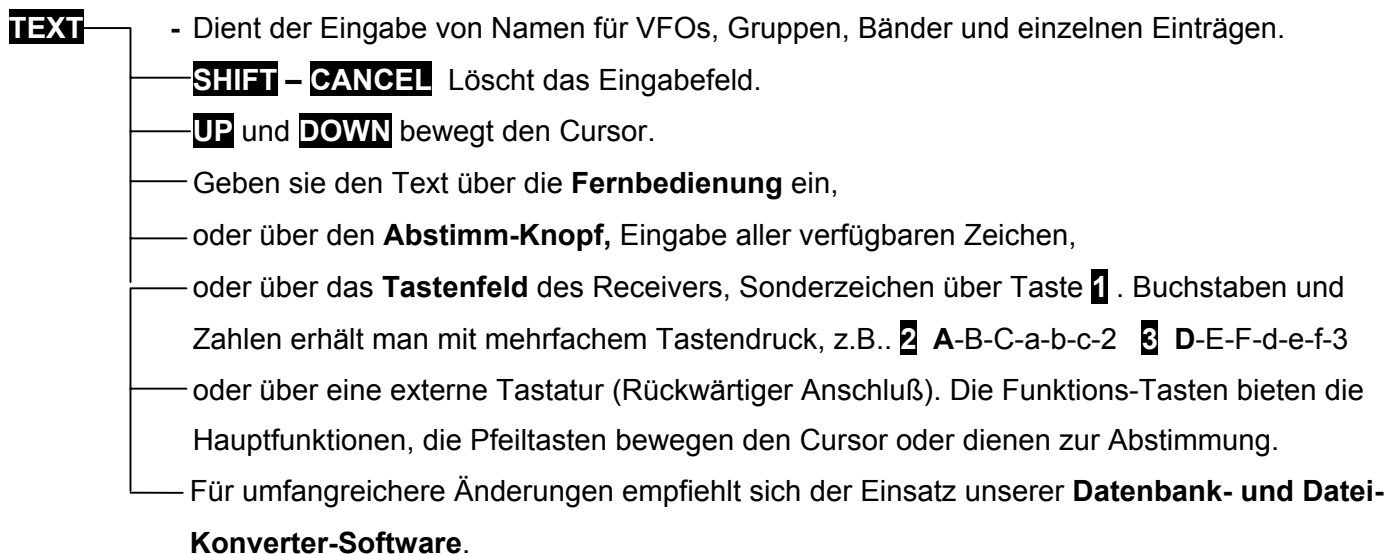 TEXT - Dient der Eingabe von Namen für VFOs, Gruppen, Bänder und einzelnen Einträgen.
SHIFT – CANCEL Löscht das Eingabefeld.
UP und DOWN bewegt den Cursor.
Geben sie den Text über die Fernbedienung ein,
oder über den Abstimm-Knopf, Eingabe aller verfügbaren Zeichen,
oder über das Tastenfeld des Receivers, Sonderzeichen über Taste 1 . Buchstaben und
Zahlen erhält man mit mehrfachem Tastendruck, z.B.. 2 A-B-C-a-b-c-2 3 D-E-F-d-e-f-3
oder über eine externe Tastatur (Rückwärtiger Anschluß). Die Funktions-Tasten bieten die
Hauptfunktionen, die Pfeiltasten bewegen den Cursor oder dienen zur Abstimmung.
Für umfangreichere Änderungen empfiehlt sich der Einsatz unserer Datenbank- und Datei-
Konverter-Software.